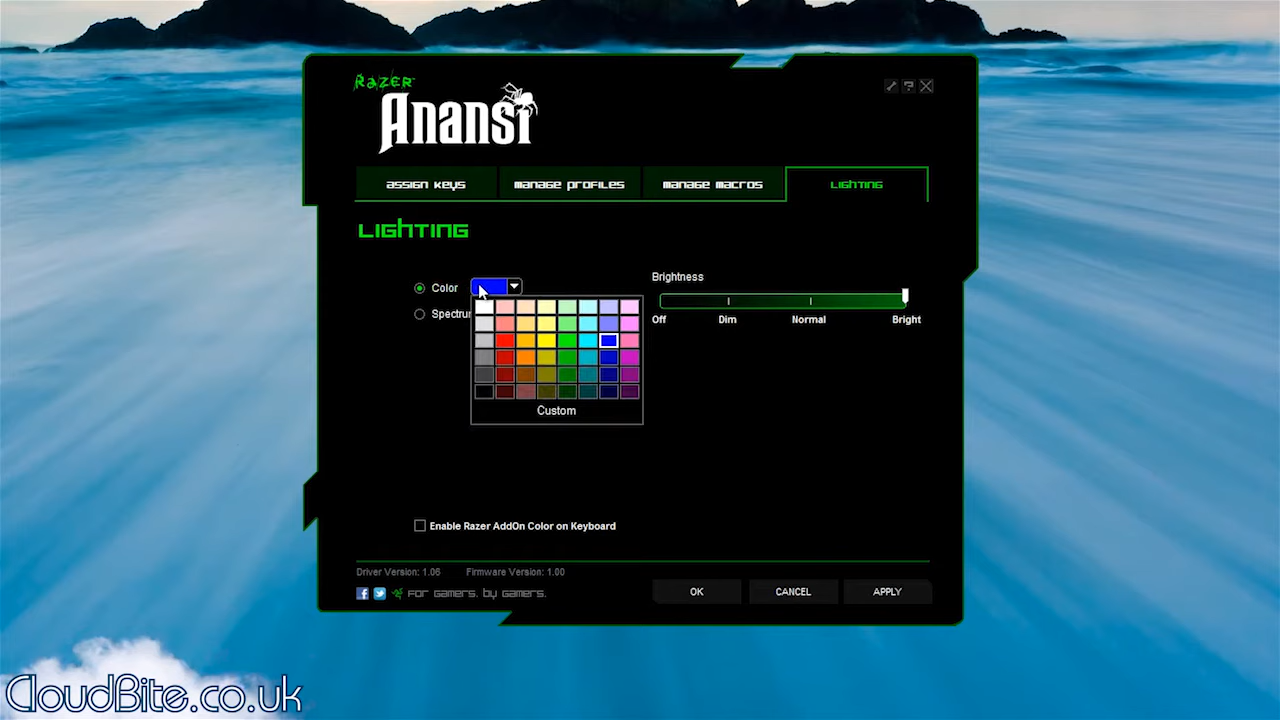 RAZER
Anansi
assign keys
manage profiles
manage macros
Lighting
Lighting
Color
Spectru
Brightness
Off
Dim
Normal
Bright
Custom
Enable Razer AddOn Color on Keyboard
Driver Version: 1.06
Firmware Version: 1.00
For Gamers. by Gamers.
OK
CANCEL
APPLY
CloudBite.co.uk